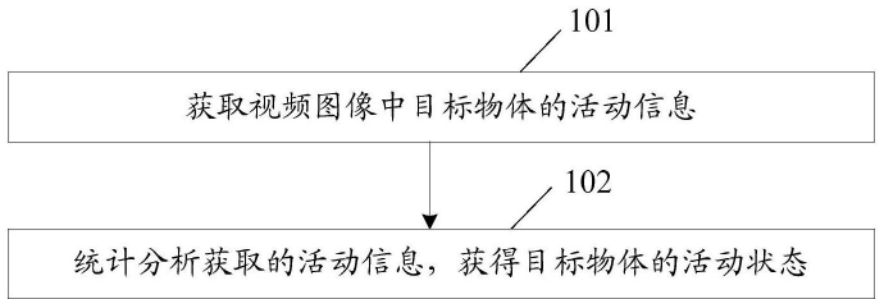 101
获取视频图像中目标物体的活动信息
102
统计分析获取的活动信息，获得目标物体的活动状态